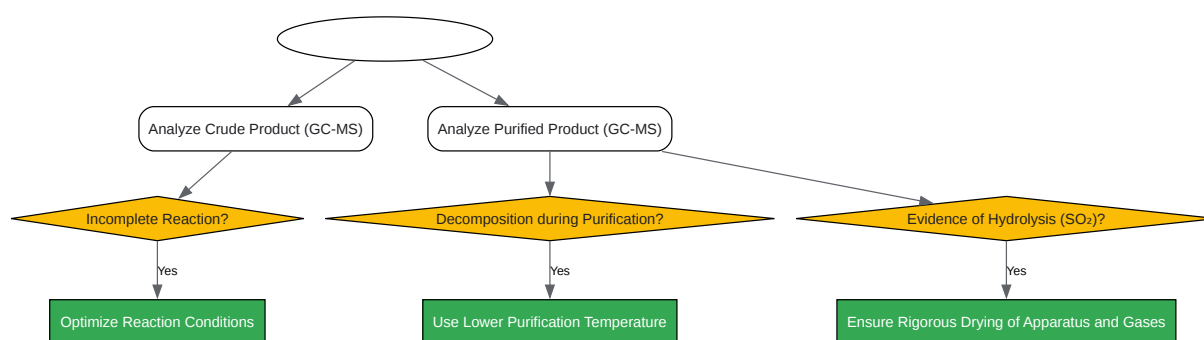 Analyze Crude Product (GC-MS)
Analyze Purified Product (GC-MS)
Incomplete Reaction?
Decomposition during Purification?
Evidence of Hydrolysis (SO₂)?
Yes
Yes
Yes
Optimize Reaction Conditions
Use Lower Purification Temperature
Ensure Rigorous Drying of Apparatus and Gases